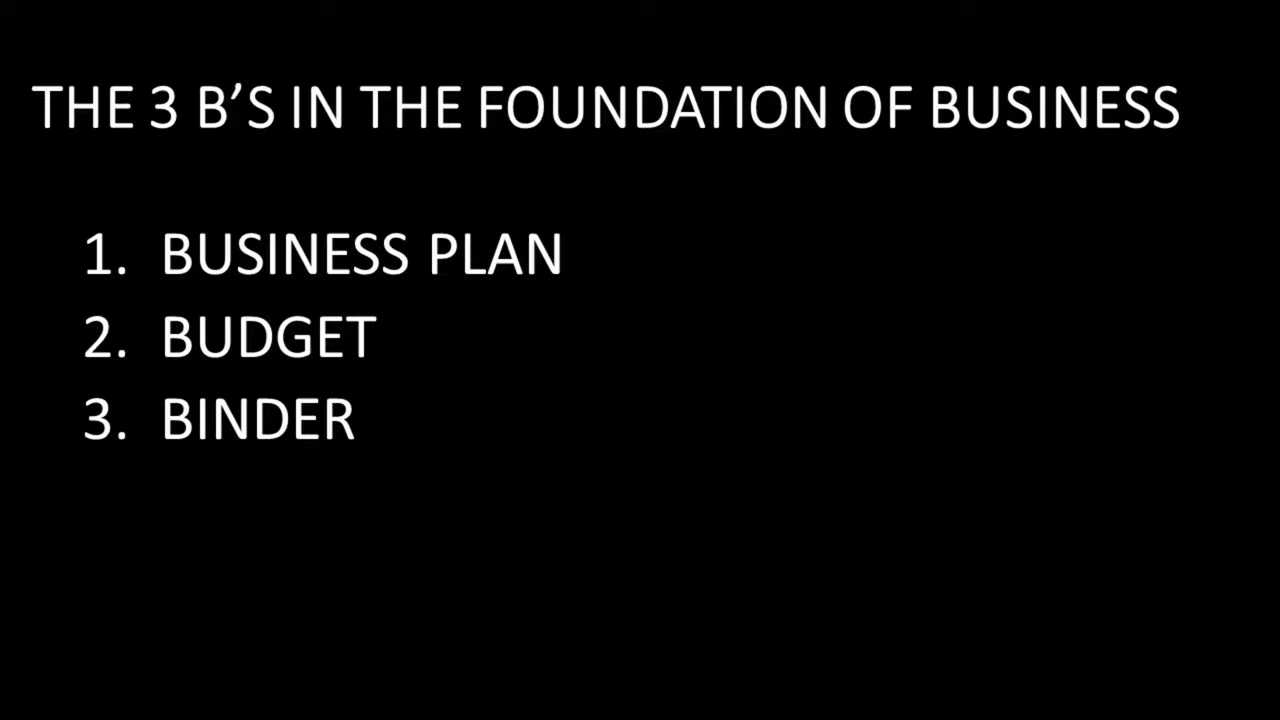 THE 3 B’S IN THE FOUNDATION OF BUSINESS
1. BUSINESS PLAN
2. BUDGET
3. BINDER